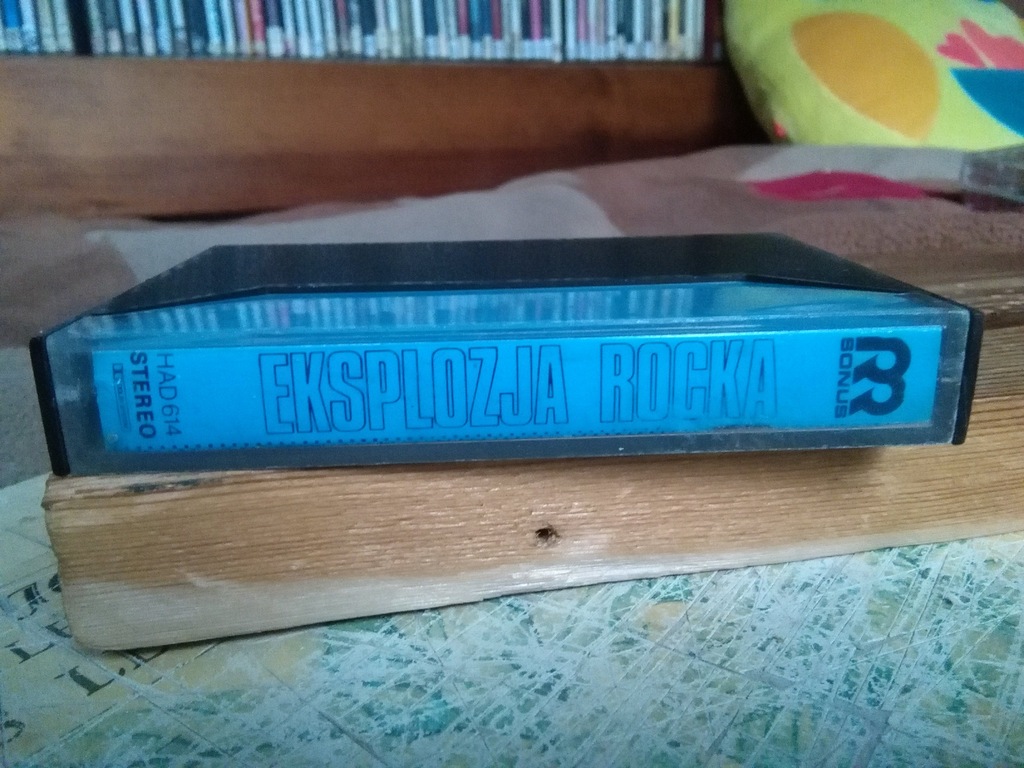 HAD 614
STEREO
EKSPLOZJA ROCKA
SONUS